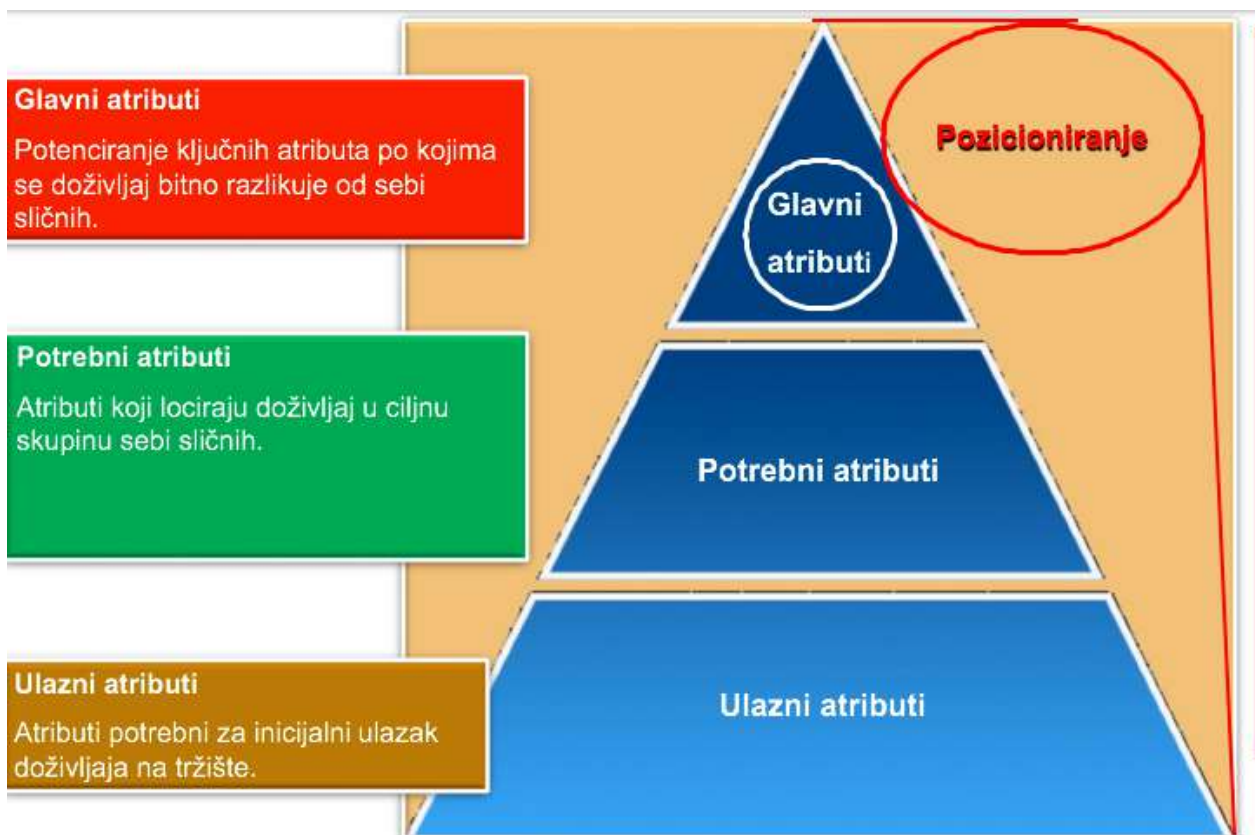 Glavni atributi
Potenciranje ključnih atributa po kojima
se doživljaj bitno razlikuje od sebi
sličnih.
Pozicioniranje
Glavni
atributi
Potrebni atributi
Atributi koji lociraju doživljaj u ciljnu
skupinu sebi sličnih.
Potrebni atributi
Ulazni atributi
Atributi potrebni za inicijalni ulazak
doživljaja na tržište.
Ulazni atributi